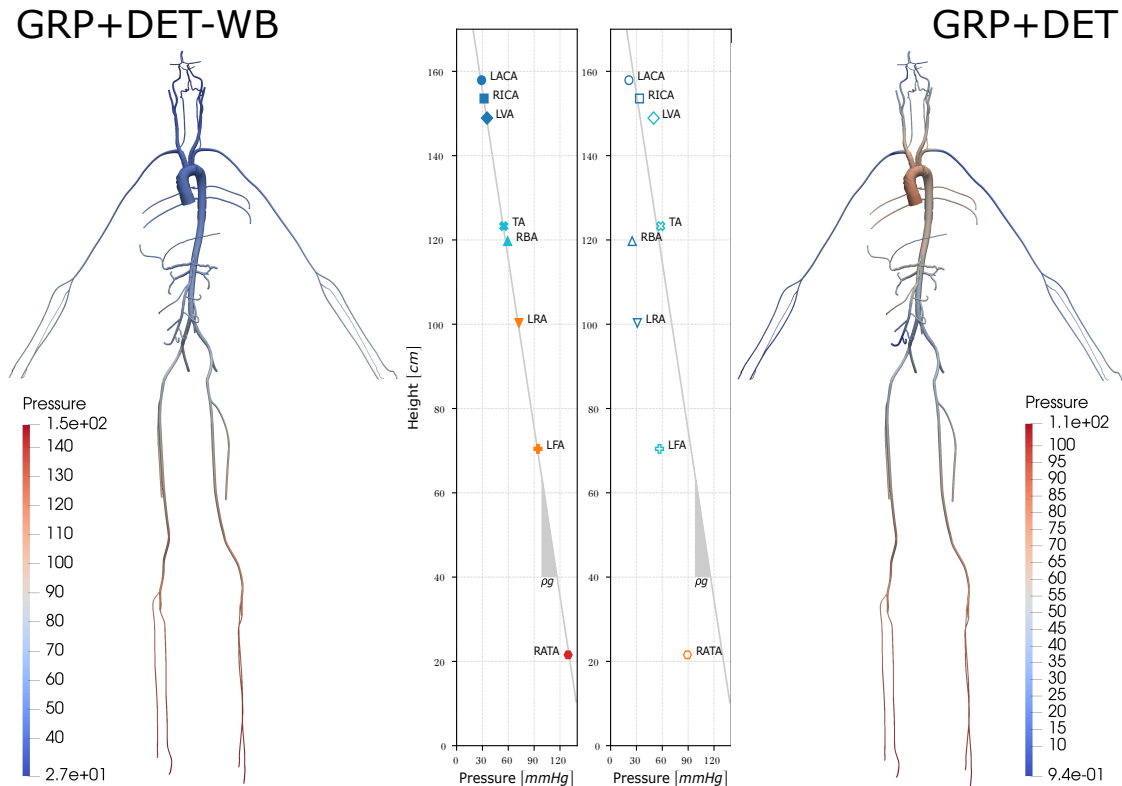 GRP+DET-WB
GRP+DET
160
LACA
RICA
LVA
140
TA
120
RBA
100
LRA
80
LFA
60
40
ρg
RATA
20
0
0
30
60
90
120
Height [cm]
Pressure [mmHg]
160
LACA
RICA
LVA
140
TA
120
RBA
100
LRA
80
LFA
60
40
ρg
RATA
20
0
0
30
60
90
120
Pressure [mmHg]
Pressure
1.5e+02
140
130
120
110
100
90
80
70
60
50
40
2.7e+01
Pressure
1.1e+02
100
95
90
85
80
75
70
65
60
55
50
45
40
35
30
25
20
15
10
9.4e-01